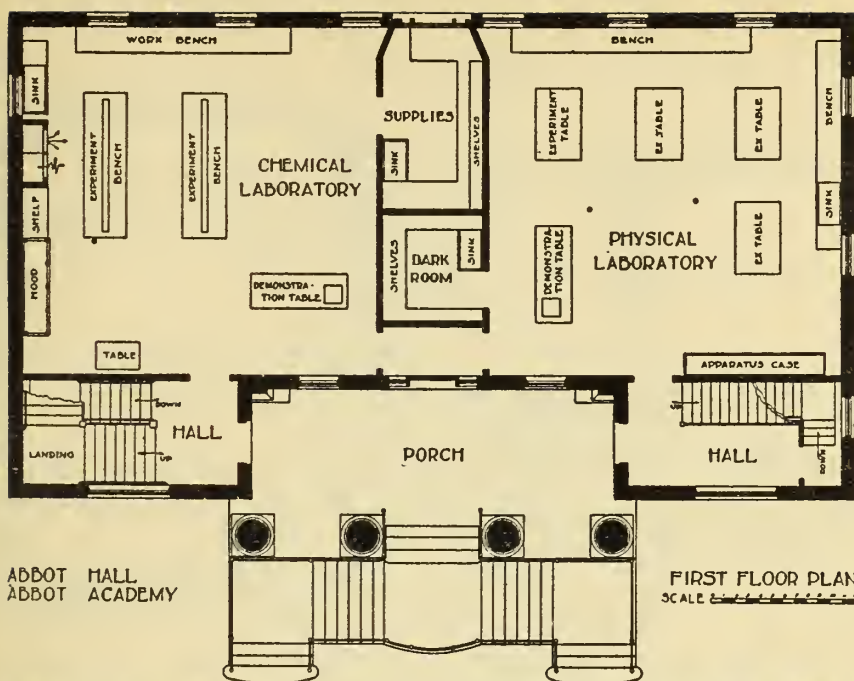 WORK BENCH
BENCH
SINK
EXPERIMENT
BENCH
EXPERIMENT
BENCH
CHEMICAL
LABORATORY
SHELF
HOOD
DEMONSTRA-
TION TABLE
TABLE
SUPPLIES
SINK
SHELVES
SHELVES
DARK
ROOM
SINK
EXPERIMENT
TABLE
EX TABLE
EX TABLE
BENCH
SINK
PHYSICAL
LABORATORY
EX TABLE
DEMONSTRA-
TION TABLE
APPARATUS CASE
DOWN
HALL
LANDING
UP
PORCH
UP
HALL
DOWN
ABBOT HALL
ABBOT ACADEMY
FIRST FLOOR PLAN
SCALE